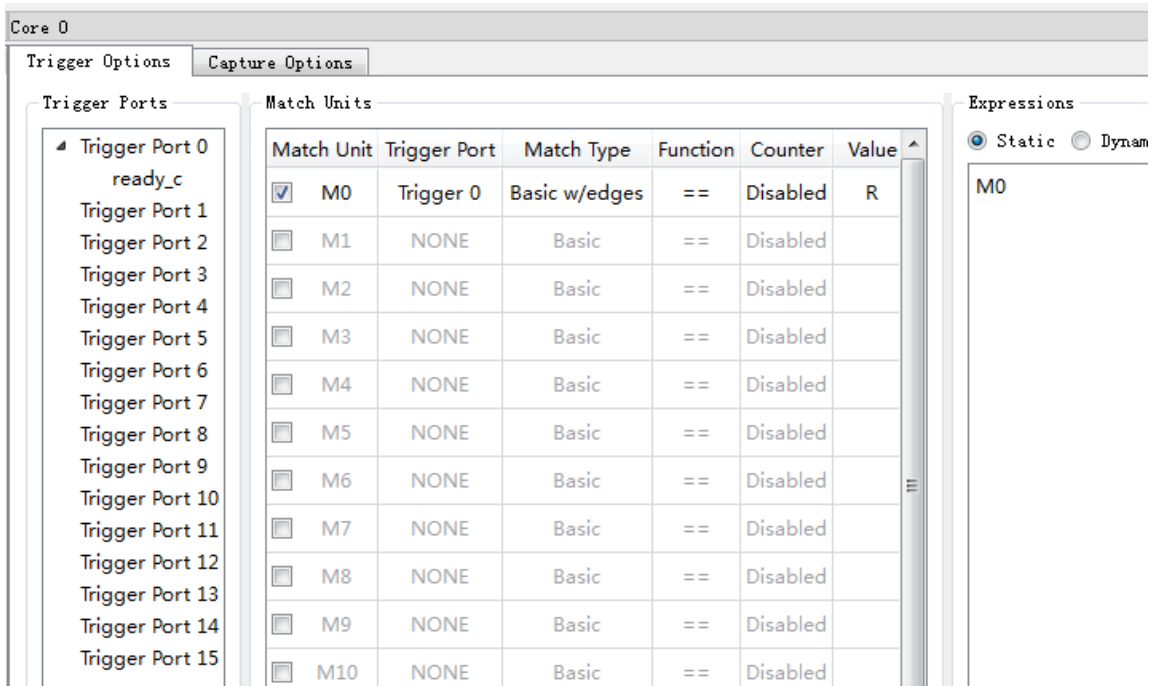 Core 0
Trigger Options Capture Options
Trigger Ports Match Units Expressions
Trigger Port 0
ready_c
Trigger Port 1
Trigger Port 2
Trigger Port 3
Trigger Port 4
Trigger Port 5
Trigger Port 6
Trigger Port 7
Trigger Port 8
Trigger Port 9
Trigger Port 10
Trigger Port 11
Trigger Port 12
Trigger Port 13
Trigger Port 14
Trigger Port 15
Match Unit Trigger Port Match Type Function Counter Value
M0 Trigger 0 Basic w/edges == Disabled R
M1 NONE Basic == Disabled
M2 NONE Basic == Disabled
M3 NONE Basic == Disabled
M4 NONE Basic == Disabled
M5 NONE Basic == Disabled
M6 NONE Basic == Disabled
M7 NONE Basic == Disabled
M8 NONE Basic == Disabled
M9 NONE Basic == Disabled
M10 NONE Basic == Disabled
Static Dynam
M0